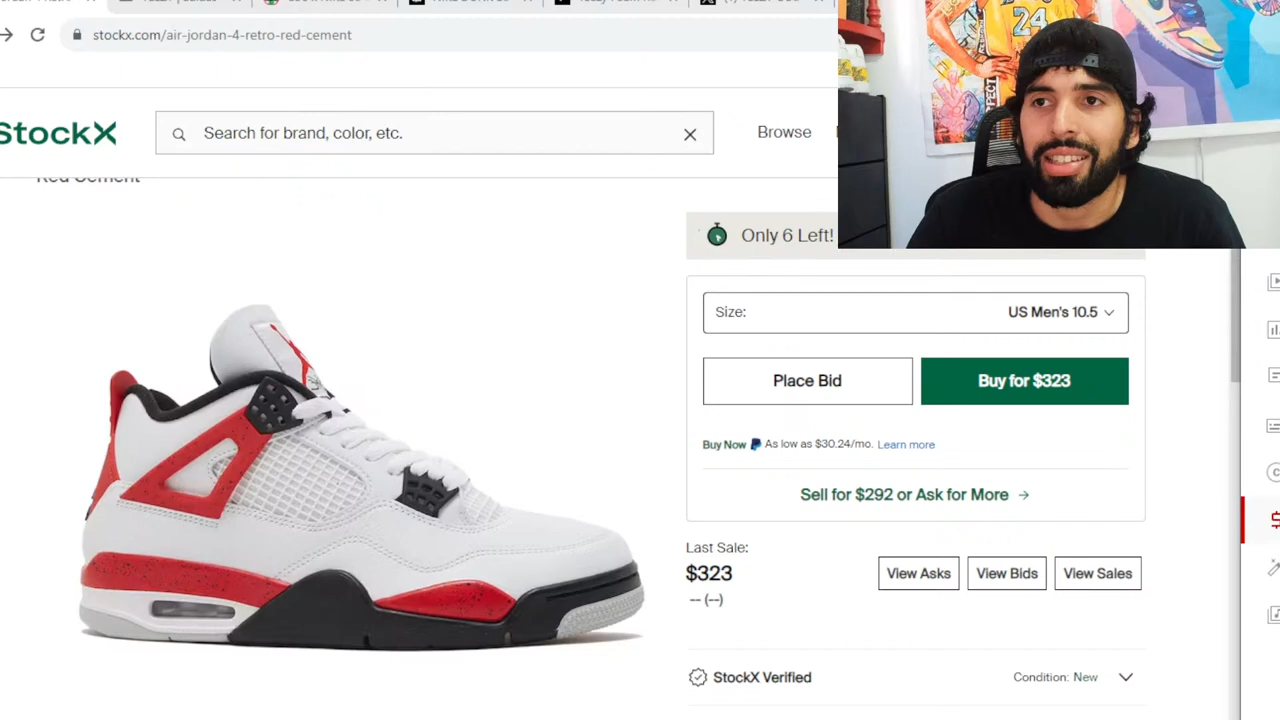 stockx.com/air-jordan-4-retro-red-cement
StockX
Search for brand, color, etc.
Browse
Red Cement
Only 6 Left!
Size:
US Men's 10.5
Place Bid
Buy for $323
Buy Now
As low as $30.24/mo. Learn more
Sell for $292 or Ask for More →
Last Sale:
$323
-- (--)
View Asks
View Bids
View Sales
StockX Verified
Condition: New
24